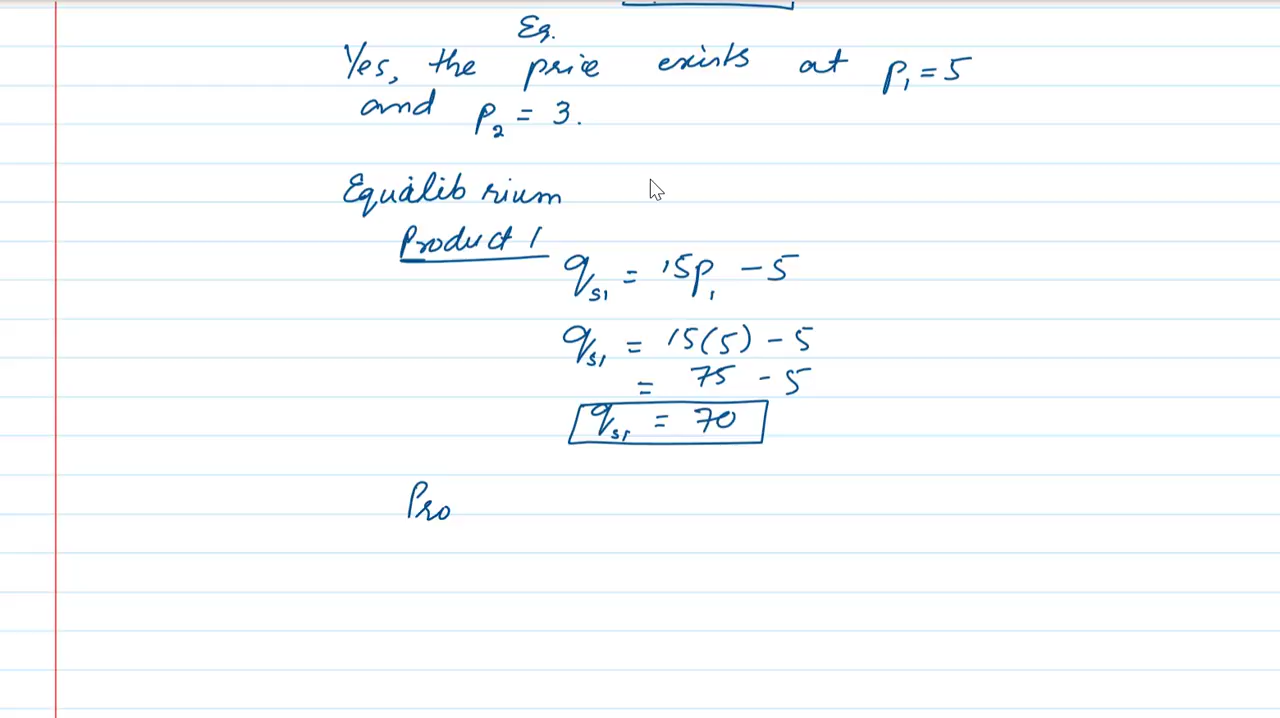 Eq.
Yes, the price exists at p₁ = 5
and p₂ = 3.
Equilibrium
Product 1
qₛ₁ = 15p₁ - 5
qₛ₁ = 15(5) - 5
= 75 - 5
qₛ₁ = 70
Pro